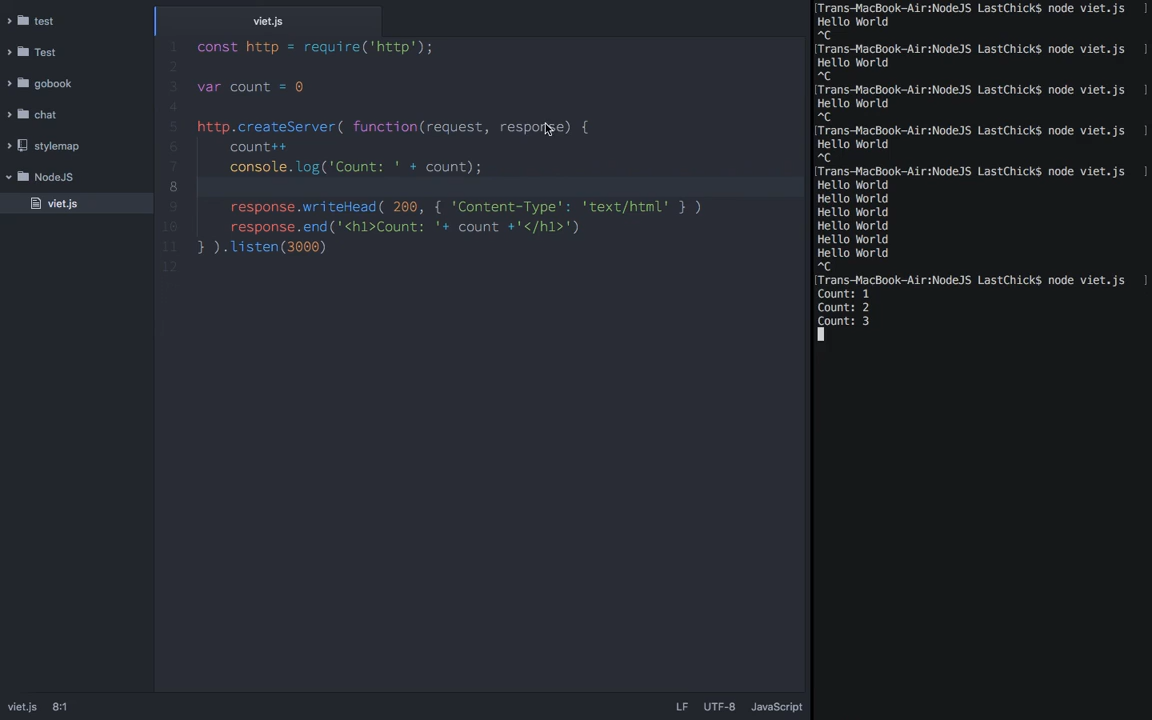 test
Test
gobook
chat
stylemap
NodeJS
viet.js
viet.js
1 const http = require('http');
2
3 var count = 0
4
5 http.createServer( function(request, response) {
6     count++
7     console.log('Count: ' + count);
8
9     response.writeHead( 200, { 'Content-Type': 'text/html' } )
10     response.end('<h1>Count: '+ count +'</h1>')
11 } ).listen(3000)
12
viet.js 8:1
LF UTF-8 JavaScript
[Trans-MacBook-Air:NodeJS LastChick$ node viet.js ]
Hello World
^C
[Trans-MacBook-Air:NodeJS LastChick$ node viet.js ]
Hello World
^C
[Trans-MacBook-Air:NodeJS LastChick$ node viet.js ]
Hello World
^C
[Trans-MacBook-Air:NodeJS LastChick$ node viet.js ]
Hello World
^C
[Trans-MacBook-Air:NodeJS LastChick$ node viet.js ]
Hello World
Hello World
Hello World
Hello World
Hello World
Hello World
^C
[Trans-MacBook-Air:NodeJS LastChick$ node viet.js ]
Count: 1
Count: 2
Count: 3